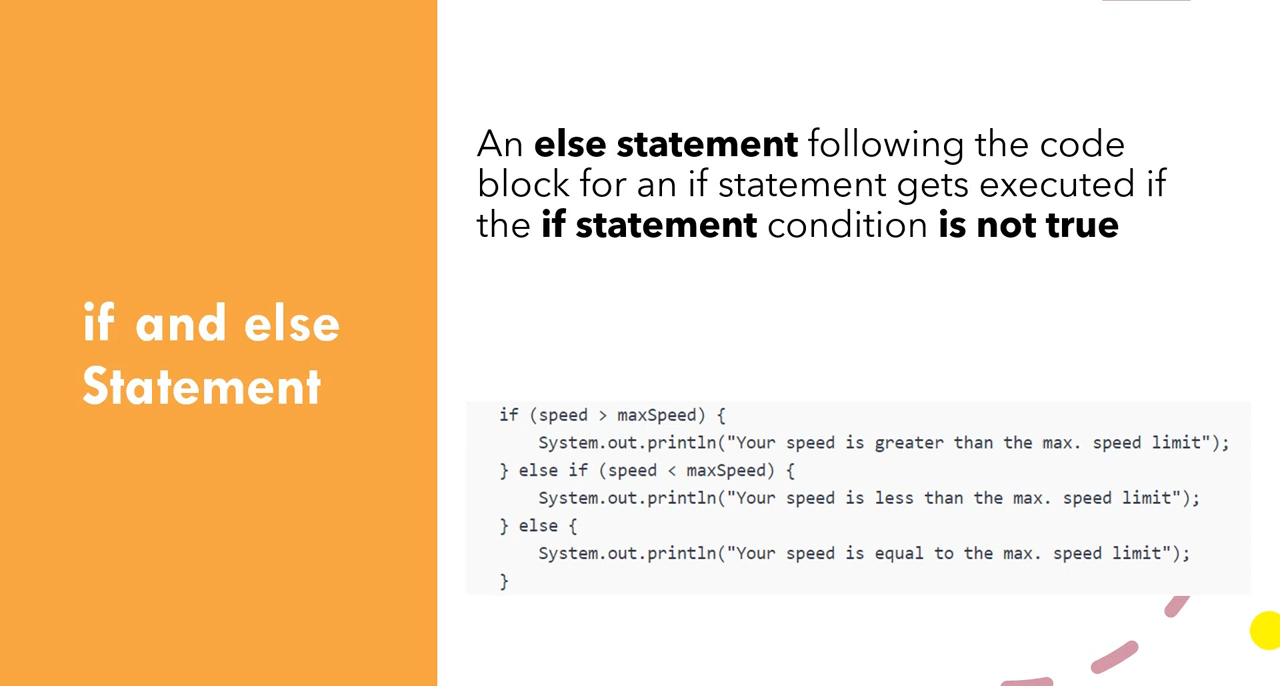 if and else
Statement
An else statement following the code
block for an if statement gets executed if
the if statement condition is not true
if (speed > maxSpeed) {
    System.out.println("Your speed is greater than the max. speed limit");
} else if (speed < maxSpeed) {
    System.out.println("Your speed is less than the max. speed limit");
} else {
    System.out.println("Your speed is equal to the max. speed limit");
}